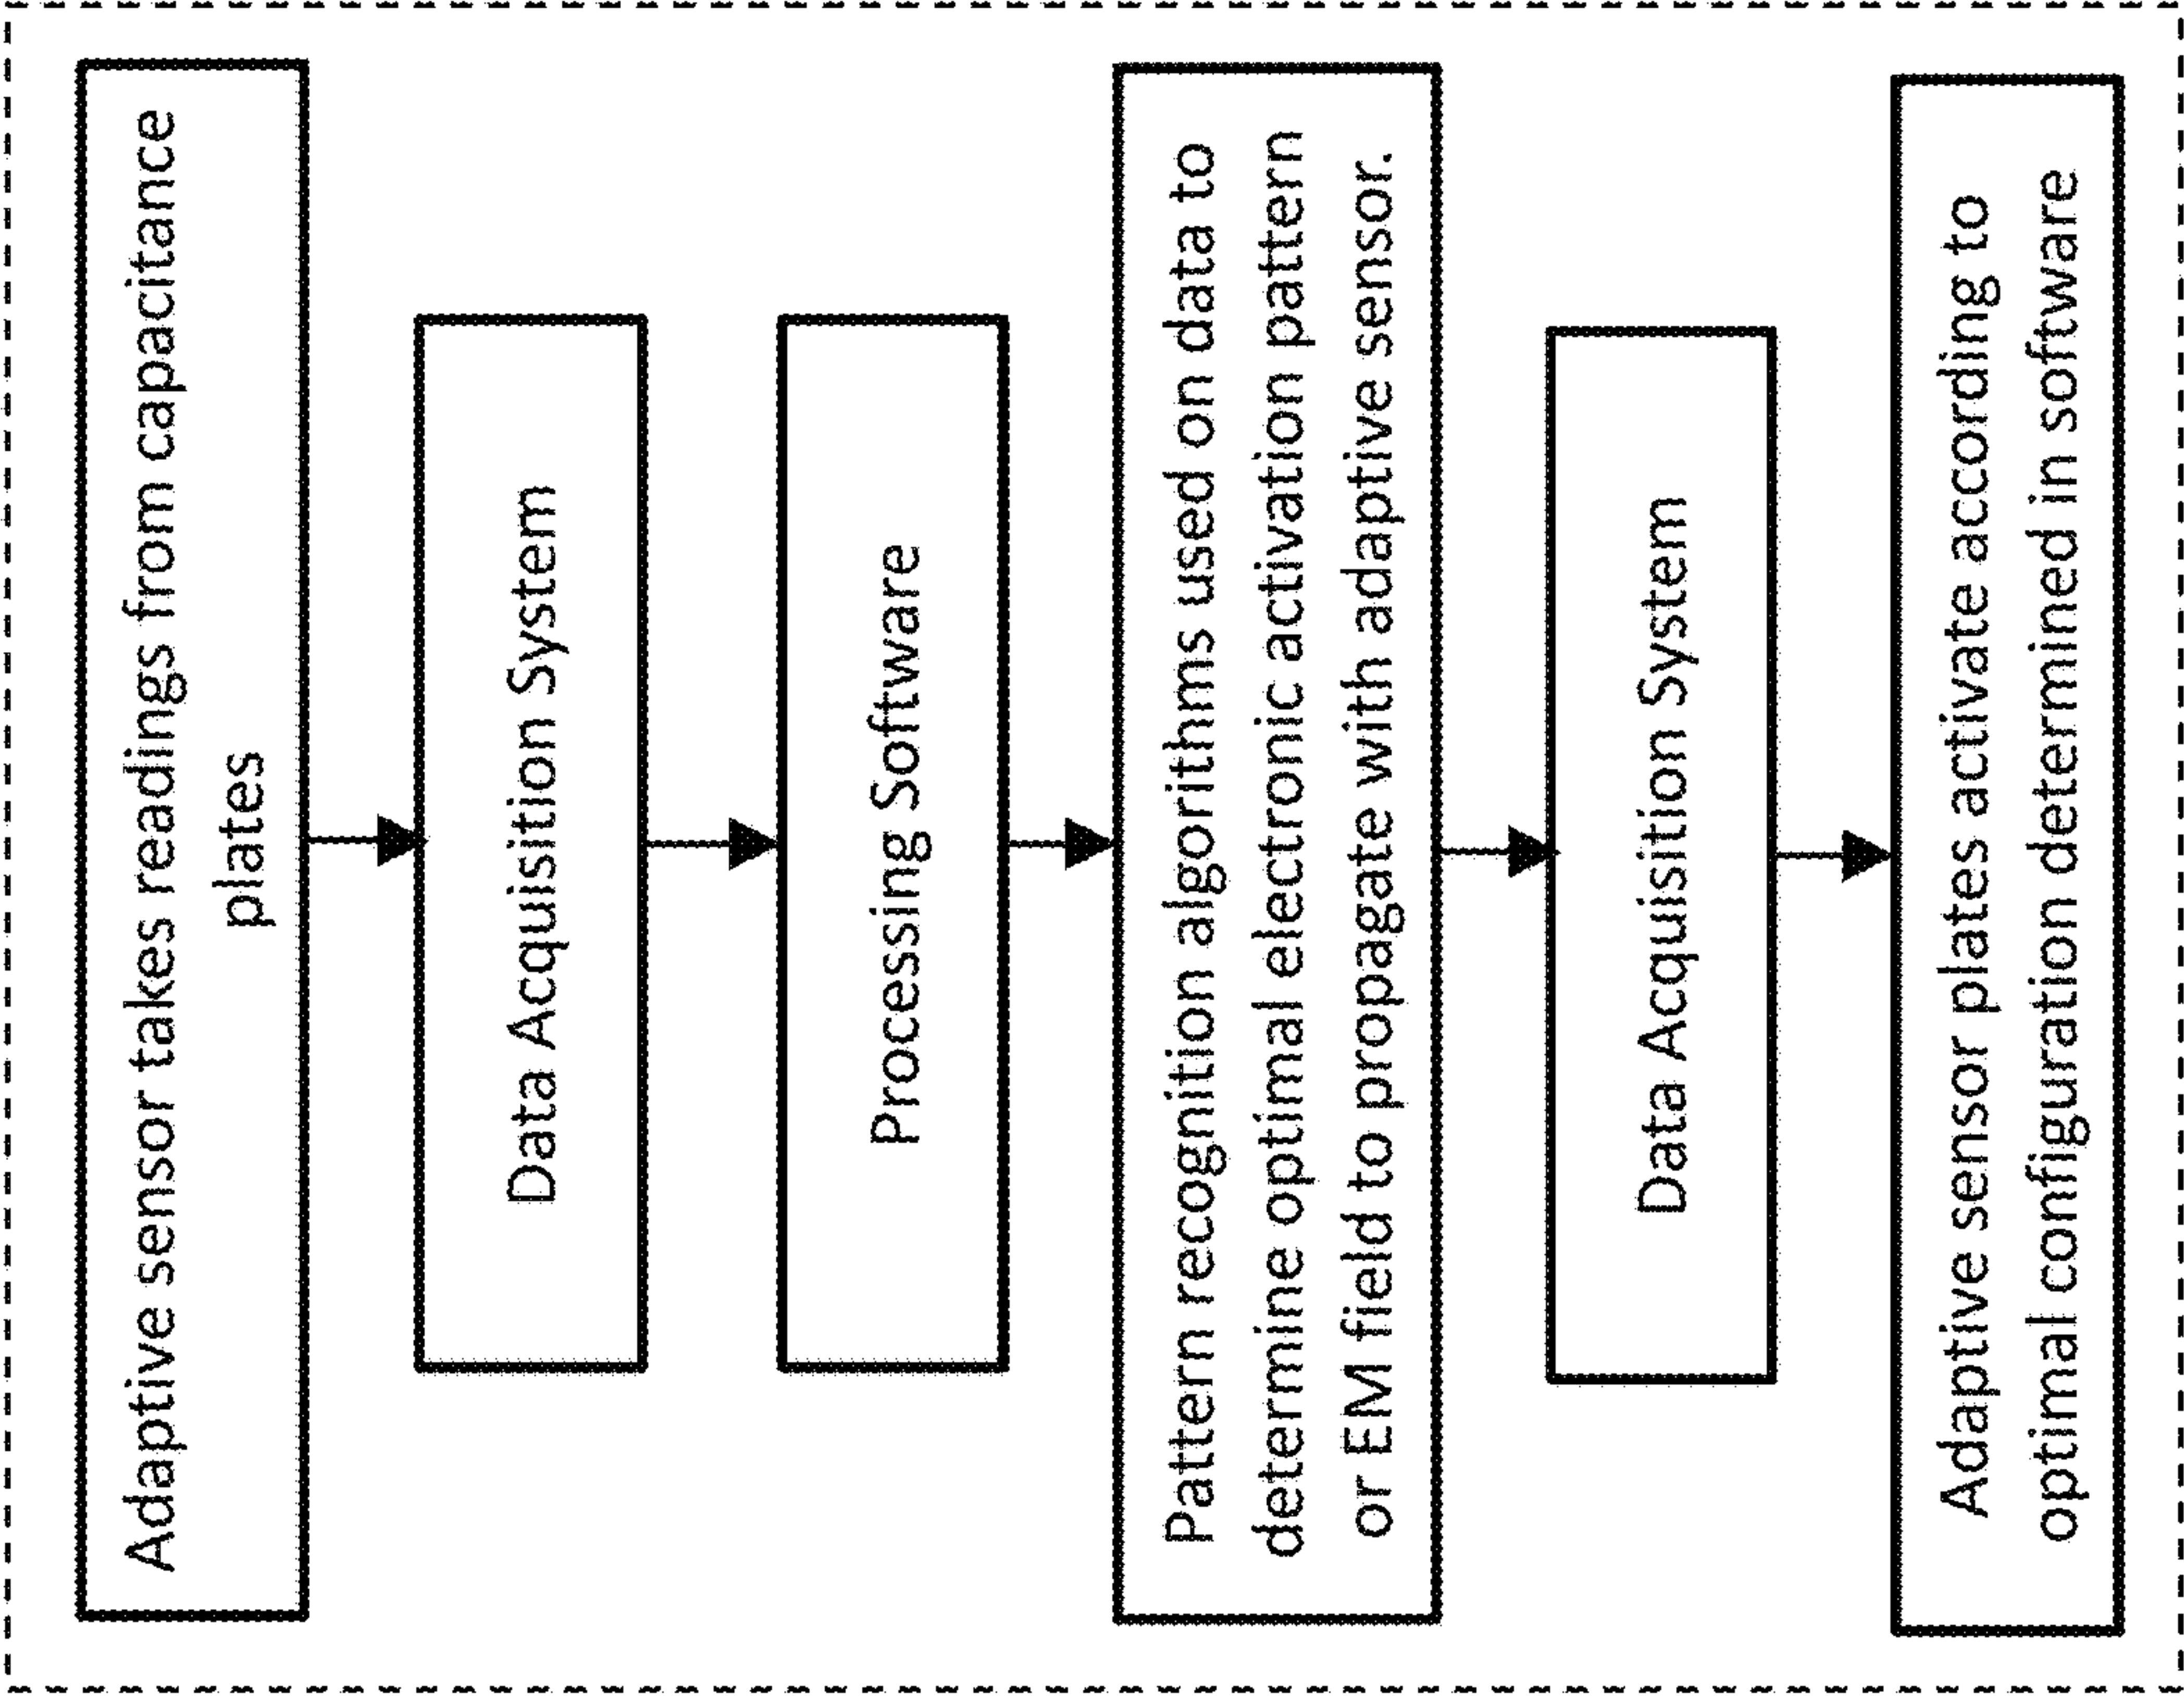 Adaptive sensor takes readings from capacitance
plates
Data Acquisition System
Processing Software
Pattern recognition algorithms used on data to
determine optimal electronic activation pattern
or EM field to propagate with adaptive sensor.
Data Acquisition System
Adaptive sensor plates activate according to
optimal configuration determined in software